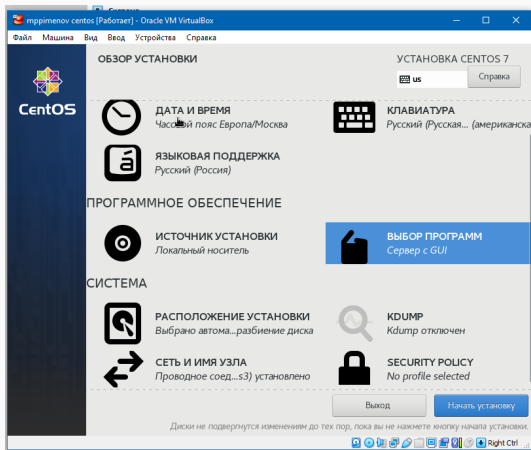 mppimenov centos [Работает] - Oracle VM VirtualBox
Файл Машина Вид Ввод Устройства Справка
CentOS
ОБЗОР УСТАНОВКИ
УСТАНОВКА CENTOS 7
us
Справка
ДАТА И ВРЕМЯ
Часовой пояс Европа/Москва
КЛАВИАТУРА
Русский (Русская... (американска
ЯЗЫКОВАЯ ПОДДЕРЖКА
Русский (Россия)
ПРОГРАММНОЕ ОБЕСПЕЧЕНИЕ
ИСТОЧНИК УСТАНОВКИ
Локальный носитель
ВЫБОР ПРОГРАММ
Сервер с GUI
СИСТЕМА
РАСПОЛОЖЕНИЕ УСТАНОВКИ
Выбрано автома...разбиение диска
KDUMP
Kdump отключен
СЕТЬ И ИМЯ УЗЛА
Проводное соед...s3) установлено
SECURITY POLICY
No profile selected
Выход
Начать установку
Диски не подвергнутся изменениям до тех пор, пока вы не нажмете кнопку начала установки.
Right Ctrl